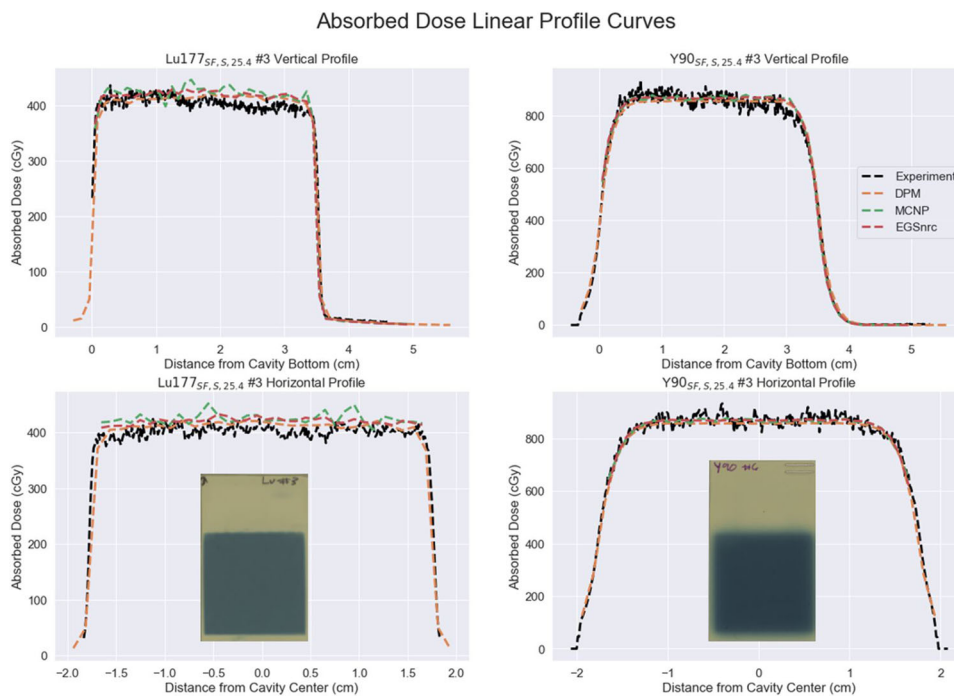 Absorbed Dose Linear Profile Curves
Lu177SF, S, 25.4 #3 Vertical Profile
Absorbed Dose (cGy)
400
300
200
100
0
0 1 2 3 4 5
Distance from Cavity Bottom (cm)
Y90SF, S, 25.4 #3 Vertical Profile
Absorbed Dose (cGy)
800
600
400
200
0
0 1 2 3 4 5
Distance from Cavity Bottom (cm)
Experiment
DPM
MCNP
EGSnrc
Lu177SF, S, 25.4 #3 Horizontal Profile
Absorbed Dose (cGy)
400
300
200
100
0
−2.0 −1.5 −1.0 −0.5 0.0 0.5 1.0 1.5 2.0
Distance from Cavity Center (cm)
Y90SF, S, 25.4 #3 Horizontal Profile
Absorbed Dose (cGy)
800
600
400
200
0
−2 −1 0 1 2
Distance from Cavity Center (cm)
Y90 #6